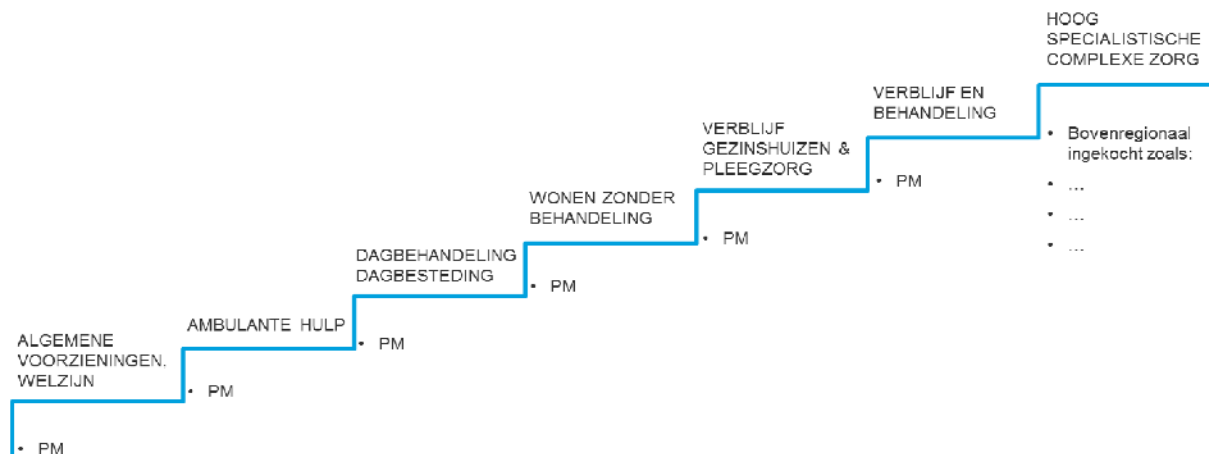 ALGEMENE
VOORZIENINGEN.
WELZIJN
• PM
AMBULANTE HULP
• PM
DAGBEHANDELING
DAGBESTEDING
• PM
WONEN ZONDER
BEHANDELING
• PM
VERBLIJF
GEZINSHUIZEN &
PLEEGZORG
• PM
VERBLIJF EN
BEHANDELING
• PM
HOOG
SPECIALISTISCHE
COMPLEXE ZORG
• Bovenregionaal
ingekocht zoals:
• ...
• ...
• ...